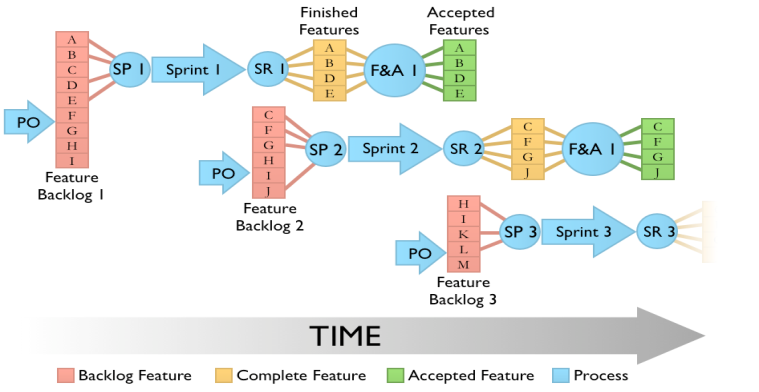 Finished
Features
Accepted
Features
PO
A
B
C
D
E
F
G
H
I
Feature
Backlog 1
SP 1
Sprint 1
SR 1
A
B
D
E
F&A 1
A
B
D
E
PO
C
F
G
H
I
J
Feature
Backlog 2
SP 2
Sprint 2
SR 2
C
F
G
J
F&A 1
C
F
G
J
PO
H
I
K
L
M
Feature
Backlog 3
SP 3
Sprint 3
SR 3
TIME
Backlog Feature
Complete Feature
Accepted Feature
Process